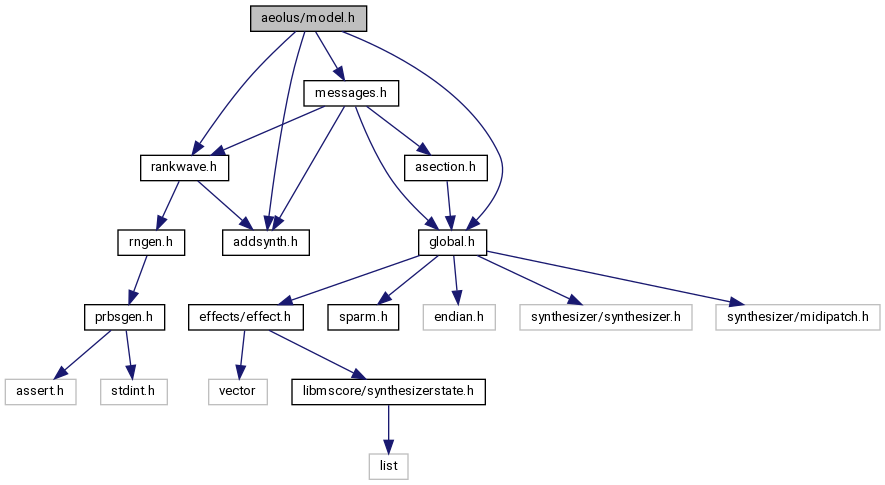 aeolus/model.h
messages.h
rankwave.h
asection.h
rngen.h
addsynth.h
global.h
prbsgen.h
effects/effect.h
sparm.h
endian.h
synthesizer/synthesizer.h
synthesizer/midipatch.h
assert.h
stdint.h
vector
libmscore/synthesizerstate.h
list